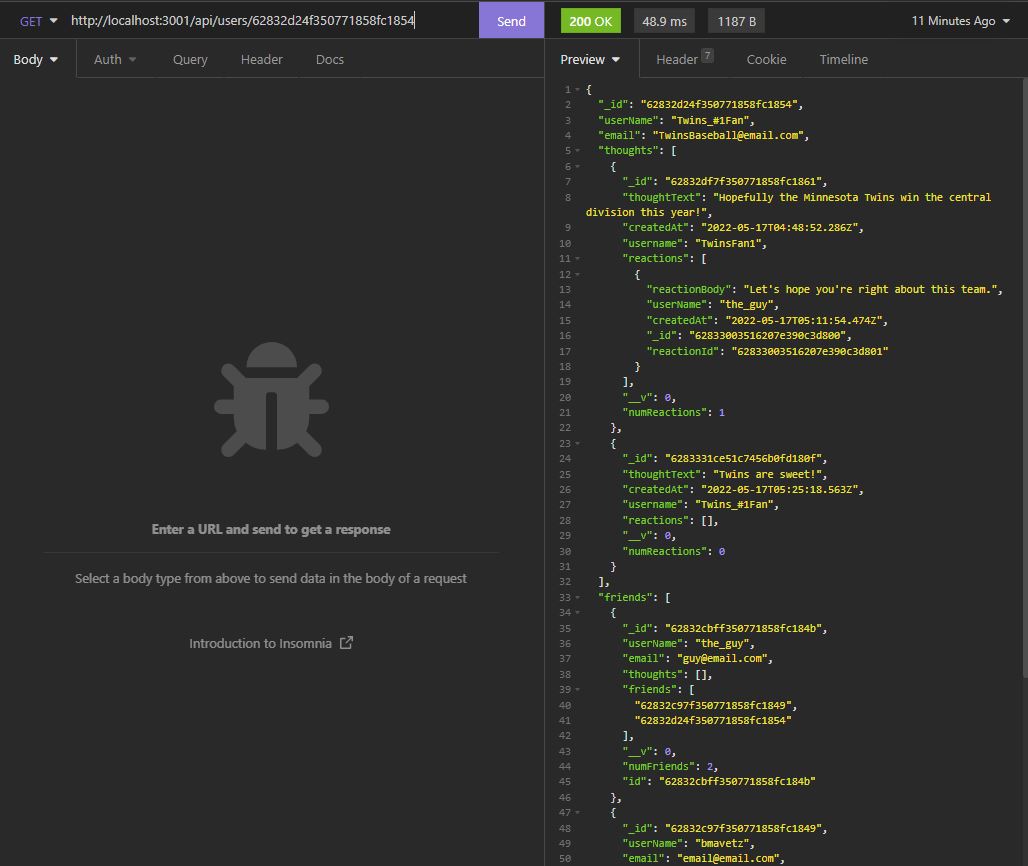 GET http://localhost:3001/api/users/62832d24f350771858fc1854 Send 200 OK 48.9 ms 1187 B 11 Minutes Ago
Body Auth Query Header Docs Preview Header 7 Cookie Timeline
Enter a URL and send to get a response
Select a body type from above to send data in the body of a request
Introduction to Insomnia
1 {
2 "_id": "62832d24f350771858fc1854",
3 "userName": "Twins_#1Fan",
4 "email": "TwinsBaseball@email.com",
5 "thoughts": [
6 {
7 "_id": "62832df7f350771858fc1861",
8 "thoughtText": "Hopefully the Minnesota Twins win the central
division this year!",
9 "createdAt": "2022-05-17T04:48:52.286Z",
10 "username": "TwinsFan1",
11 "reactions": [
12 {
13 "reactionBody": "Let's hope you're right about this team.",
14 "userName": "the_guy",
15 "createdAt": "2022-05-17T05:11:54.474Z",
16 "_id": "62833003516207e390c3d800",
17 "reactionId": "62833003516207e390c3d801"
18 }
19 ],
20 "__v": 0,
21 "numReactions": 1
22 },
23 {
24 "_id": "6283331ce51c7456b0fd180f",
25 "thoughtText": "Twins are sweet!",
26 "createdAt": "2022-05-17T05:25:18.563Z",
27 "username": "Twins_#1Fan",
28 "reactions": [],
29 "__v": 0,
30 "numReactions": 0
31 }
32 ],
33 "friends": [
34 {
35 "_id": "62832cbff350771858fc184b",
36 "userName": "the_guy",
37 "email": "guy@email.com",
38 "thoughts": [],
39 "friends": [
40 "62832c97f350771858fc1849",
41 "62832d24f350771858fc1854"
42 ],
43 "__v": 0,
44 "numFriends": 2,
45 "id": "62832cbff350771858fc184b"
46 },
47 {
48 "_id": "62832c97f350771858fc1849",
49 "userName": "bmavetz",
50 "email": "email@email.com",